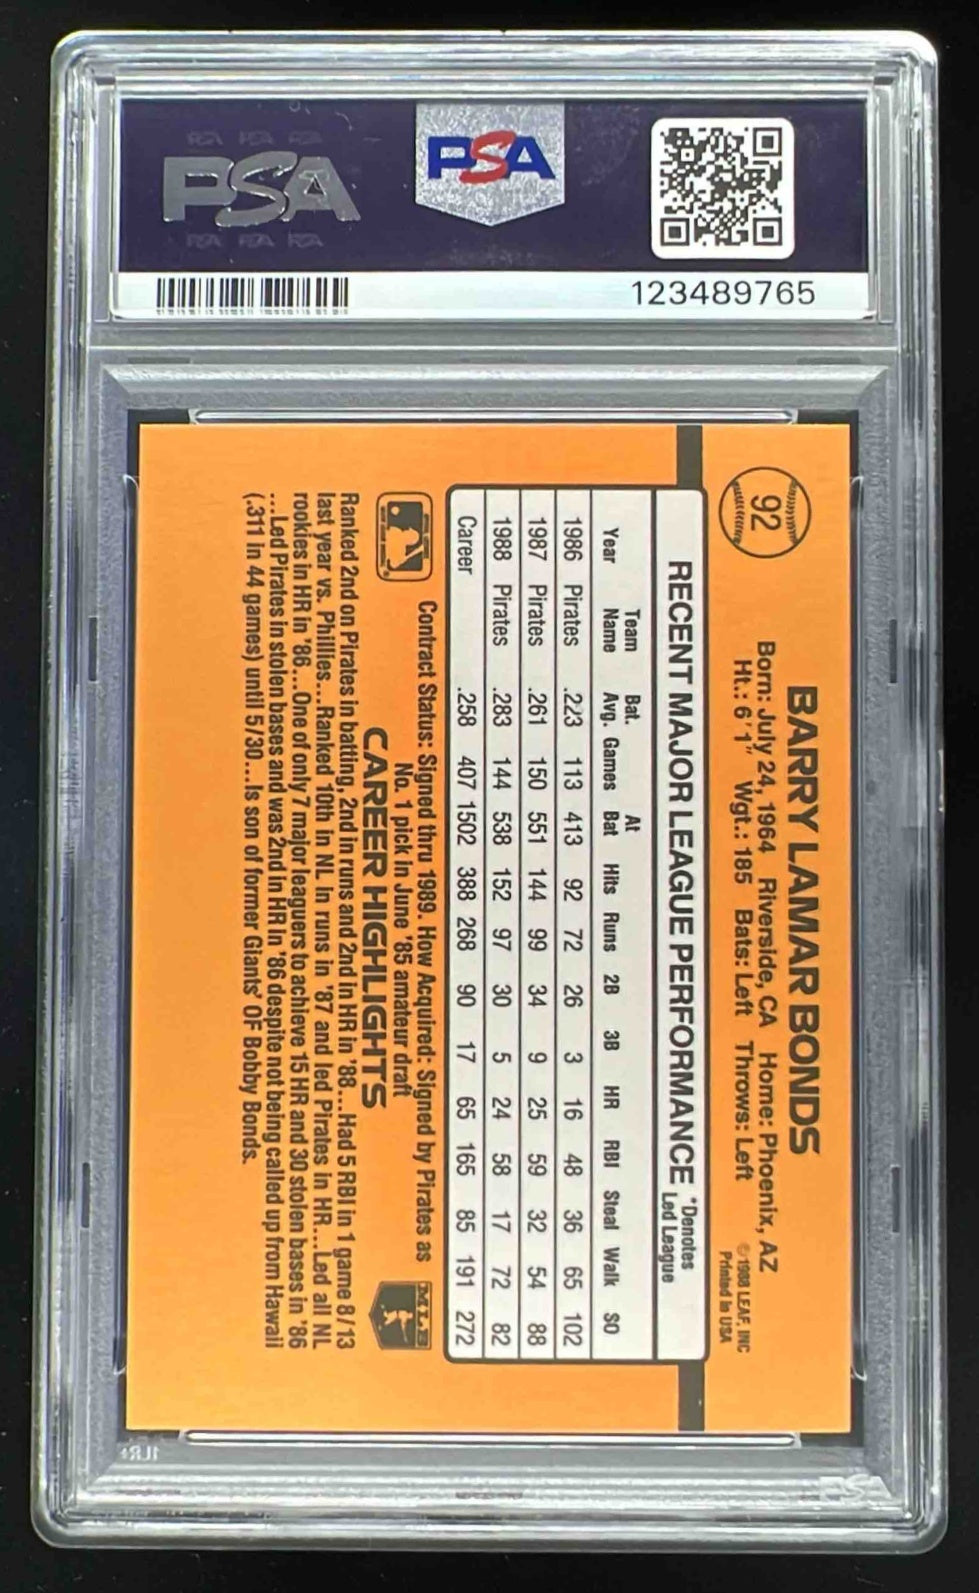 PSA PSA PSA
PSA
PSA PSA PSA
PSA
123489765
92
BARRY LAMAR BONDS
Born: July 24, 1964 Riverside, CA Home: Phoenix, AZ
Ht.: 6'1" Wgt.: 185 Bats: Left Throws: Left
© 1988 LEAF, INC
Printed in USA
RECENT MAJOR LEAGUE PERFORMANCE *Denotes
Led League
Year Team Name Bat. Avg. Games At Bat Hits Runs 2B 3B HR RBI Steal Walk SO
1986 Pirates .223 113 413 92 72 26 3 16 48 36 65 102
1987 Pirates .261 150 551 144 99 34 9 25 59 32 54 88
1988 Pirates .283 144 538 152 97 30 5 24 58 17 72 82
Career .258 407 1502 388 268 90 17 65 165 85 191 272
Contract Status: Signed thru 1989. How Acquired: Signed by Pirates as
No. 1 pick in June '85 amateur draft
MLB
CAREER HIGHLIGHTS
Ranked 2nd on Pirates in batting, 2nd in runs and 2nd in HR in '88...Had 5 RBI in 1 game 8/13
last year vs. Phillies...Ranked 10th in NL in runs in '87 and led Pirates in HR...Led all NL
rookies in HR in '86...One of only 7 major leaguers to achieve 15 HR and 30 stolen bases in '86
...Led Pirates in stolen bases and was 2nd in HR in '86 despite not being called up from Hawaii
(.311 in 44 games) until 5/30...Is son of former Giants' OF Bobby Bonds.